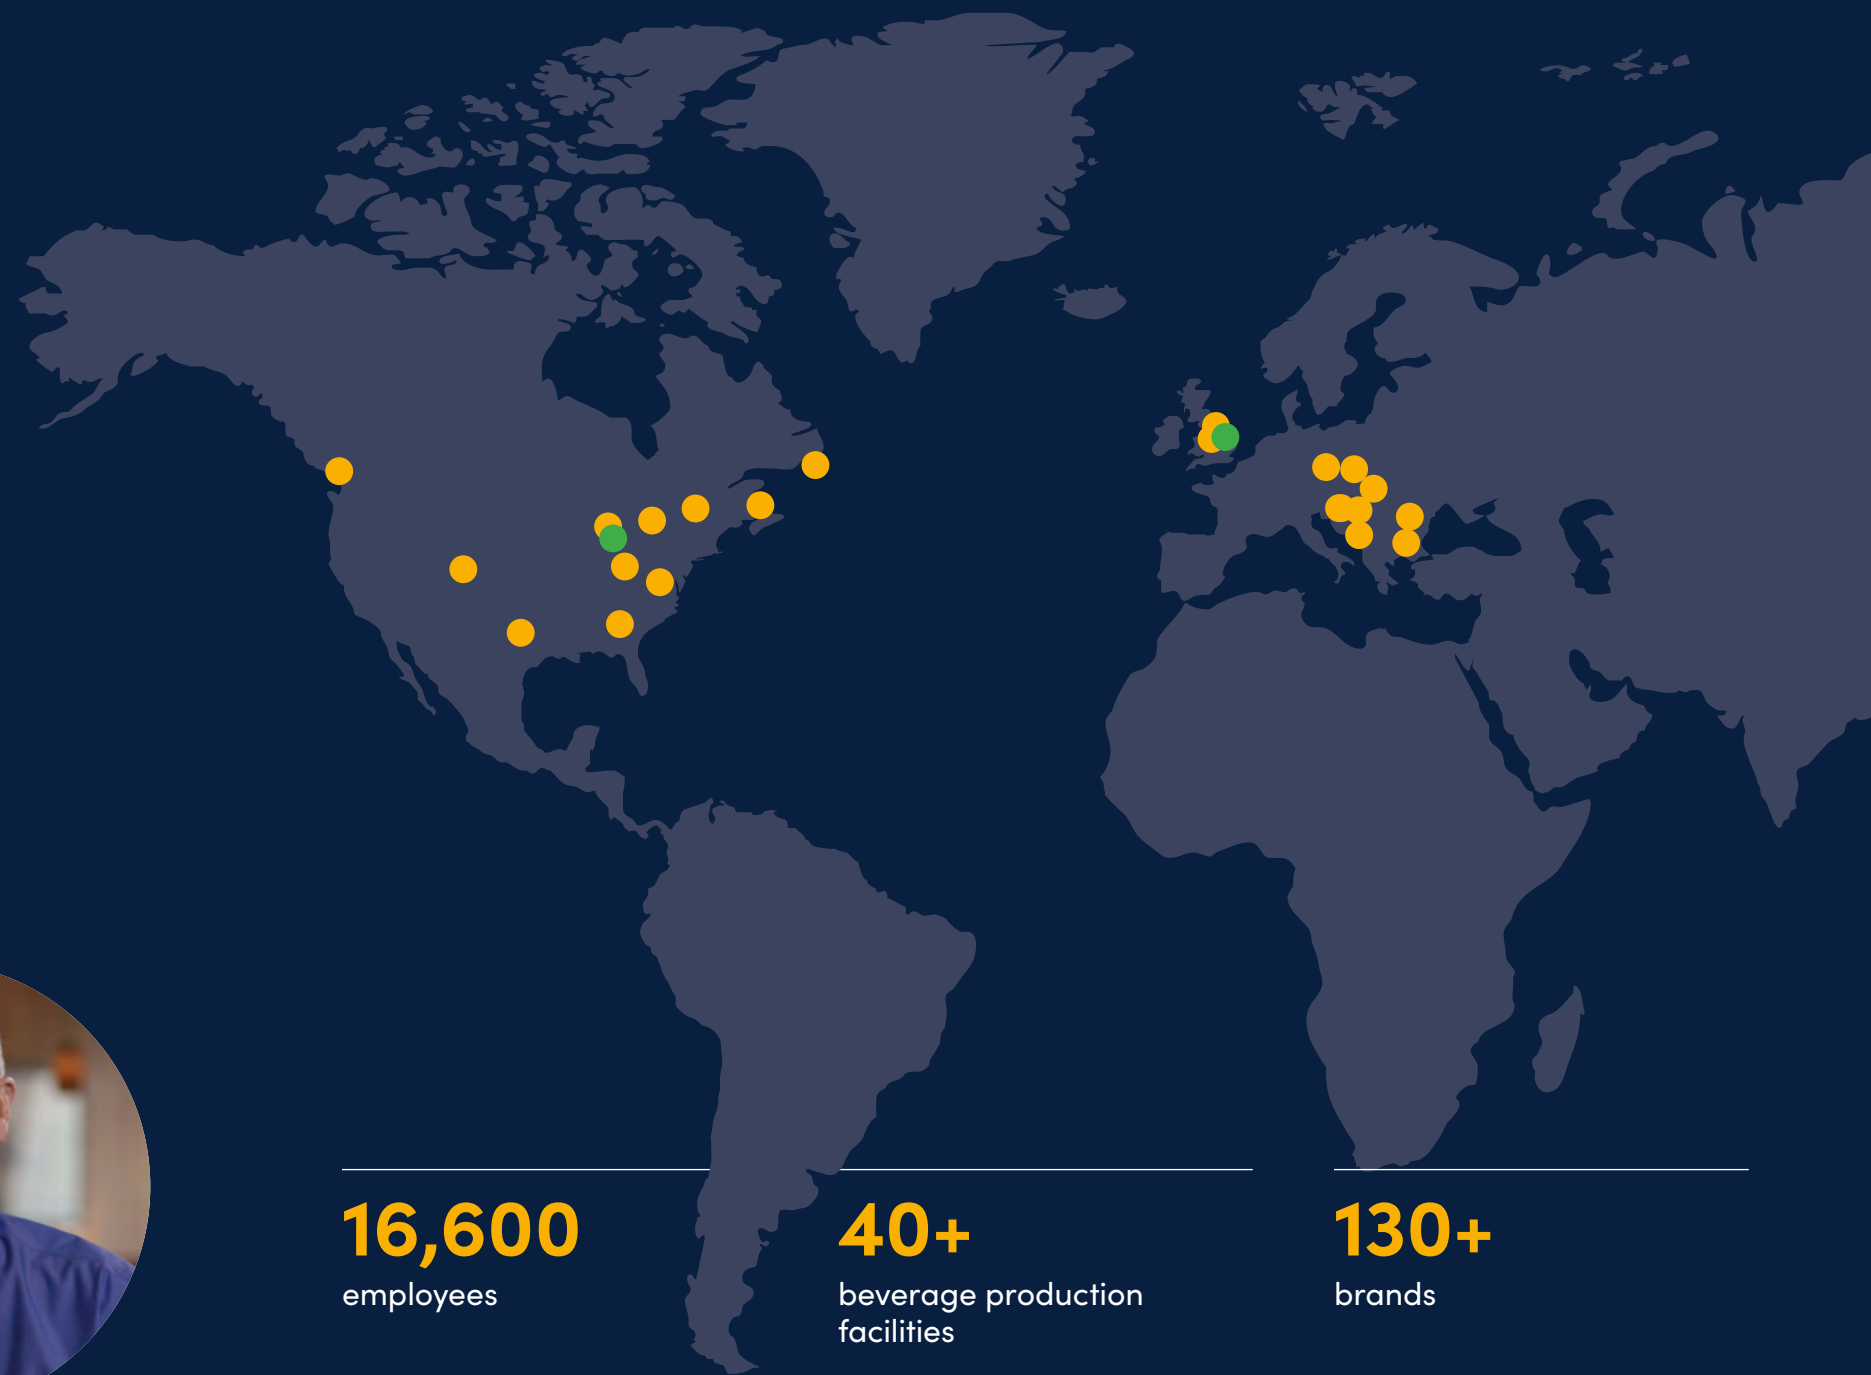 16,600
employees
40+
beverage production
facilities
130+
brands